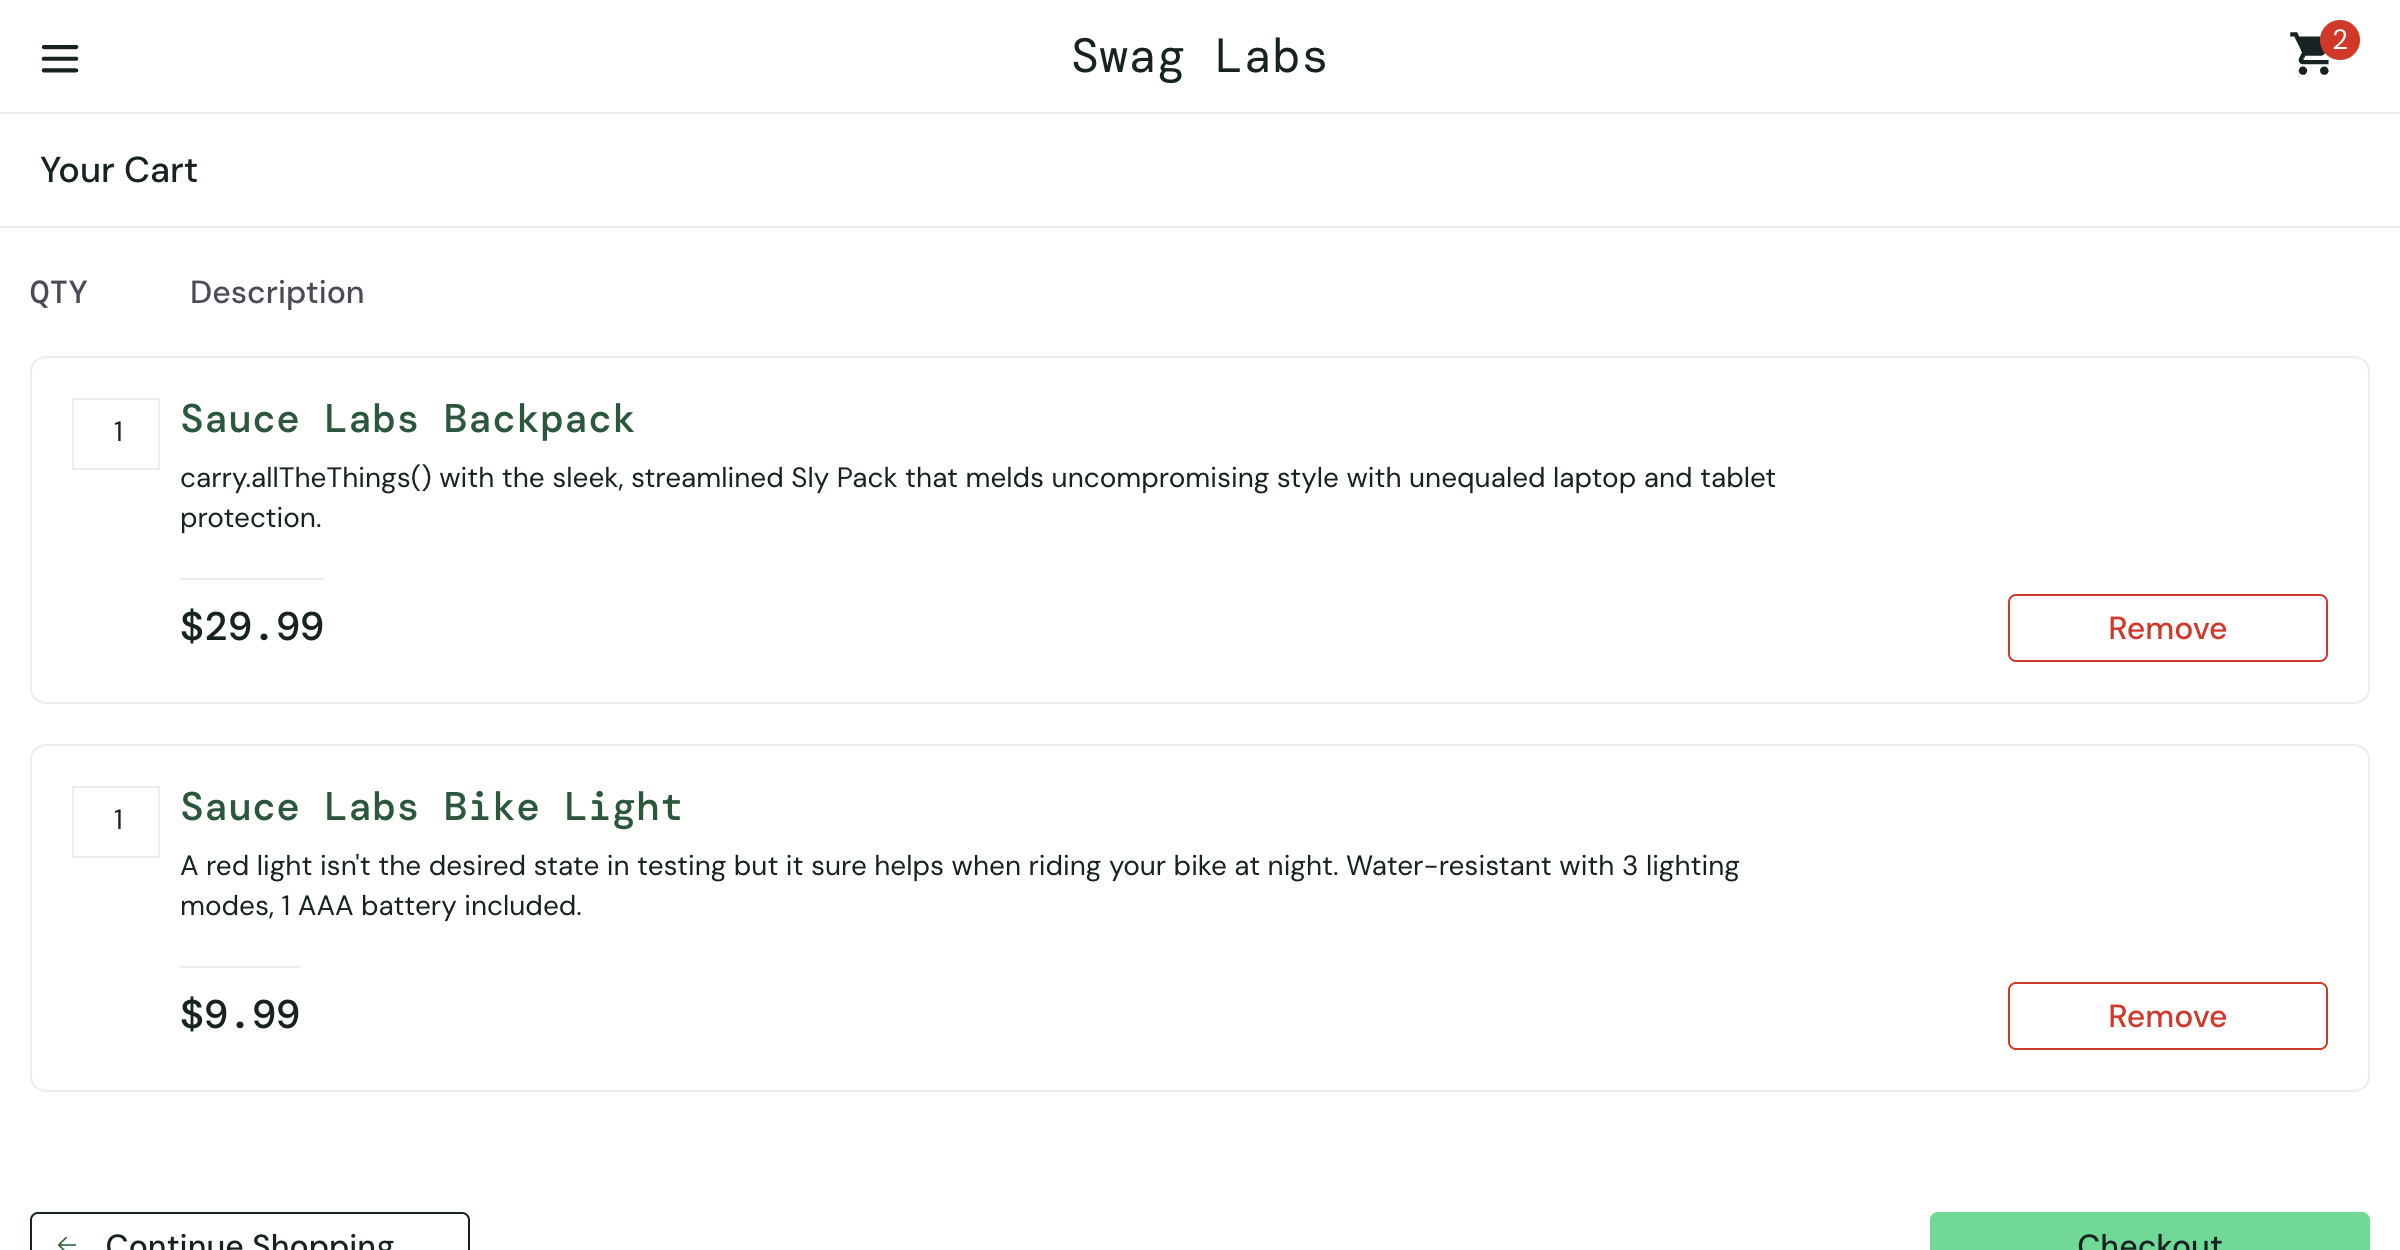 Swag Labs
2
Your Cart
QTY Description
1 Sauce Labs Backpack
carry.allTheThings() with the sleek, streamlined Sly Pack that melds uncompromising style with unequaled laptop and tablet
protection.
$29.99
Remove
1 Sauce Labs Bike Light
A red light isn't the desired state in testing but it sure helps when riding your bike at night. Water-resistant with 3 lighting
modes, 1 AAA battery included.
$9.99
Remove
Continue Shopping
Checkout